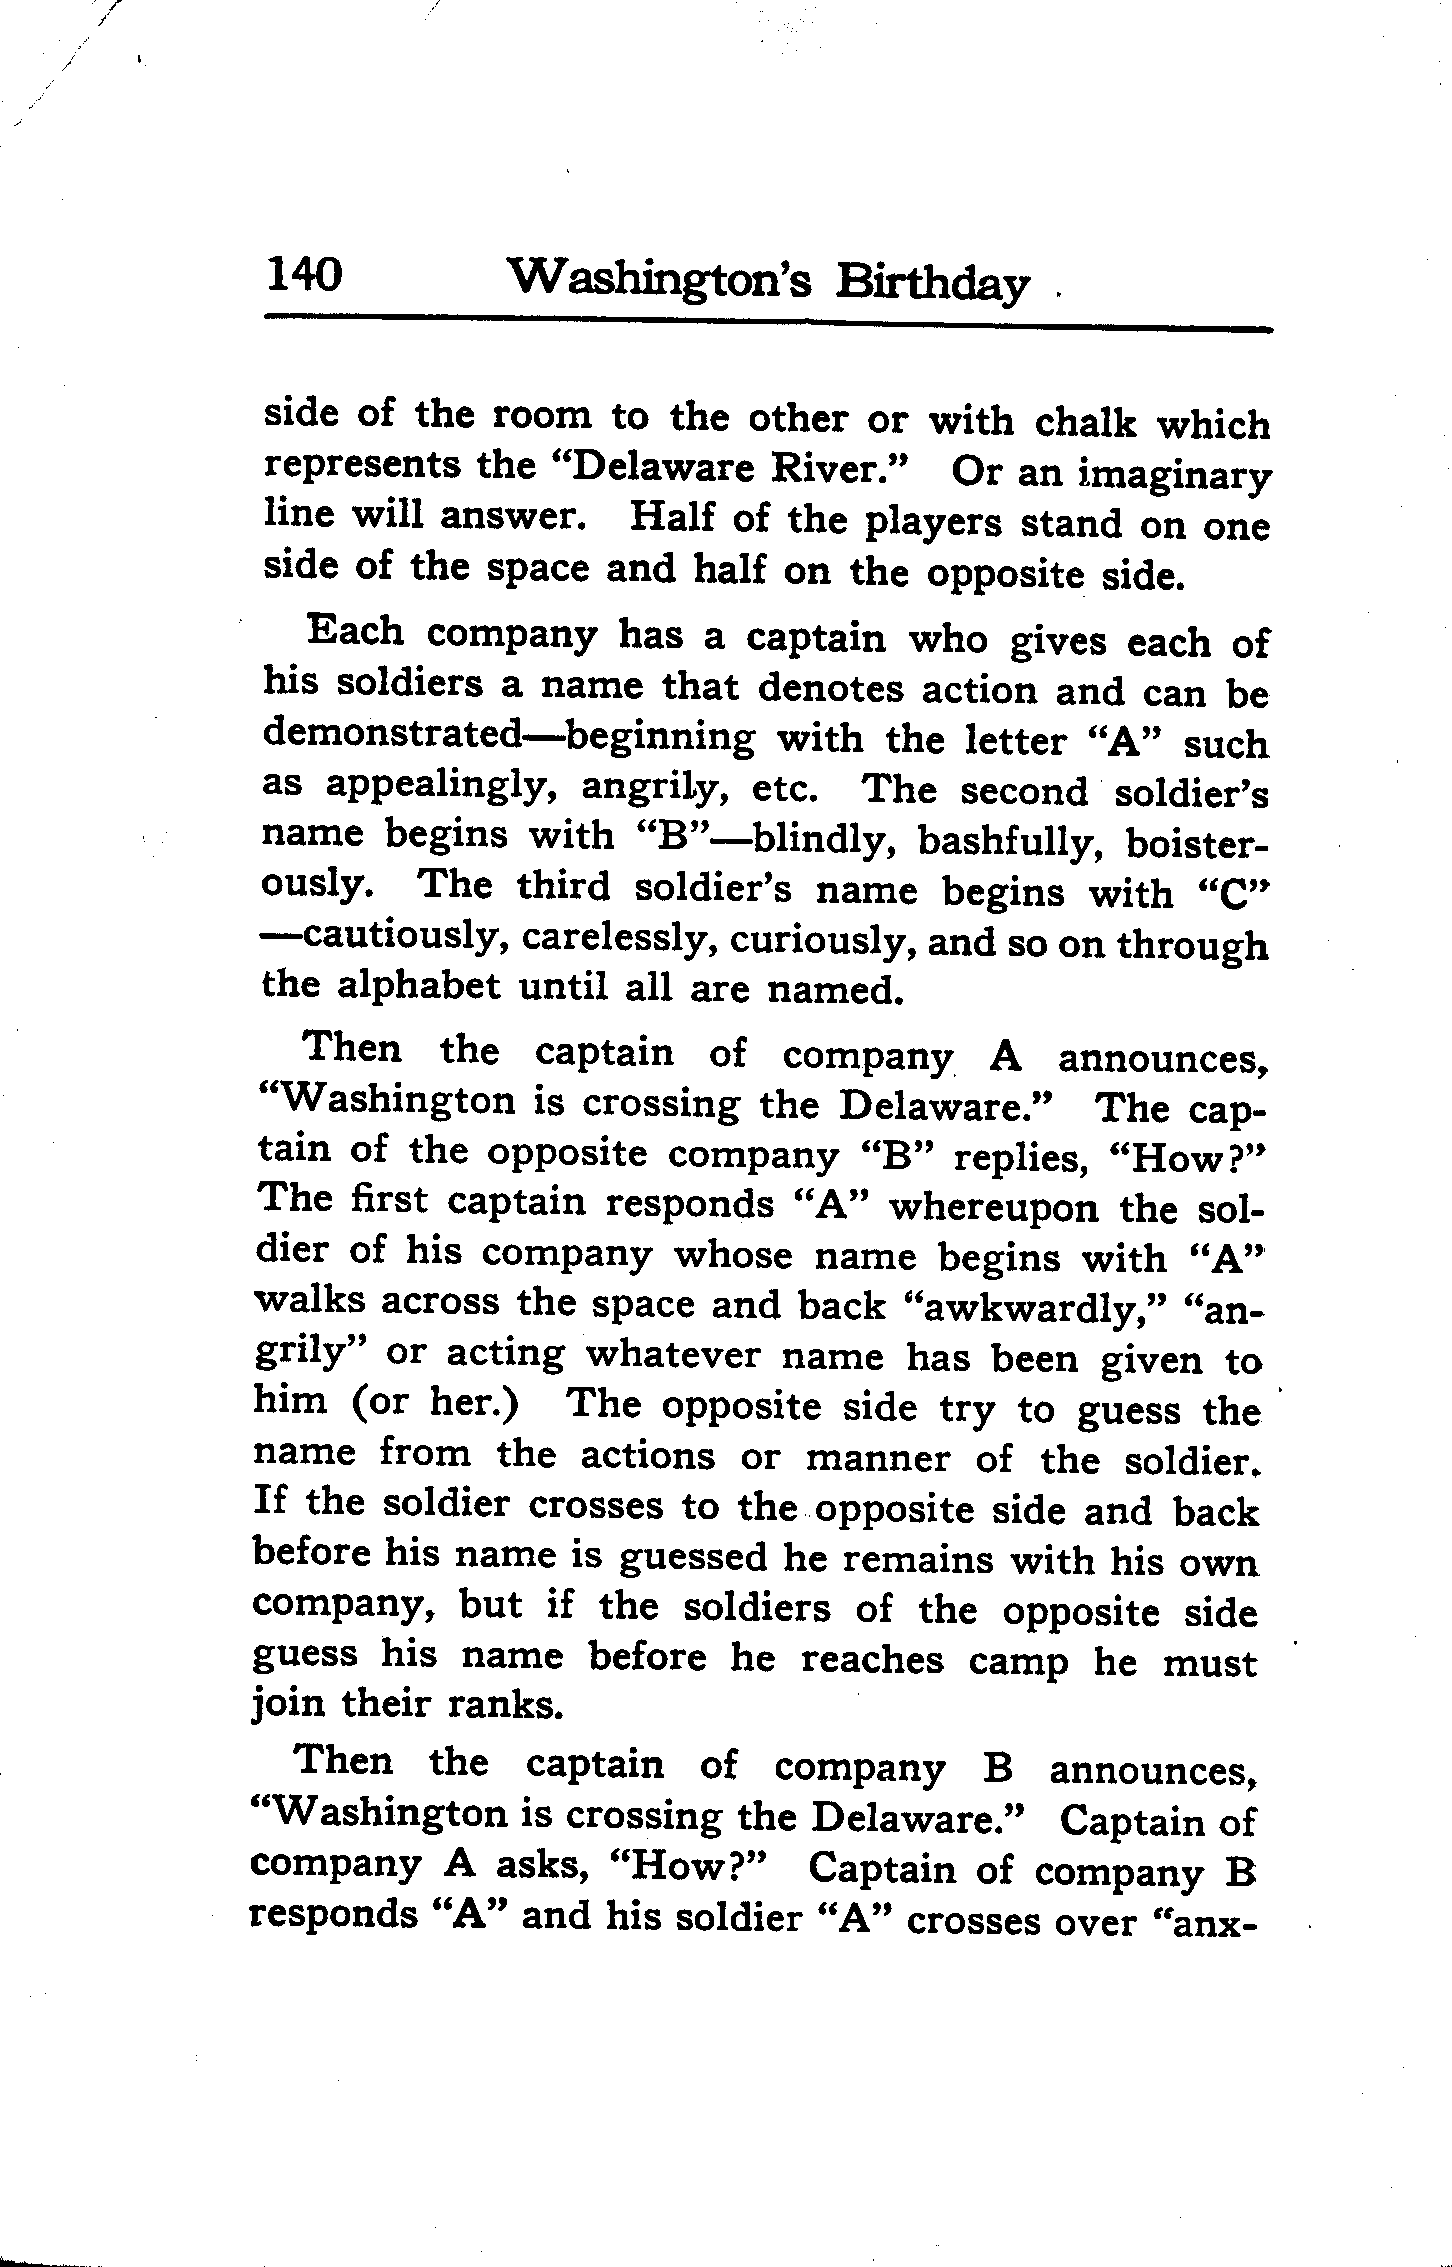 140 Washington's Birthday
side of the room to the other or with chalk which
represents the “Delaware River.” Or an imaginary
line will answer. Half of the players stand on one
side of the space and half on the opposite side.
Each company has a captain who gives each of
his soldiers a name that denotes action and can be
demonstrated—beginning with the letter “A” such
as appealingly, angrily, etc. The second soldier's
name begins with “B”—blindly, bashfully, boister-
ously. The third soldier's name begins with “C”
—cautiously, carelessly, curiously, and so on through
the alphabet until all are named.
Then the captain of company A announces,
“Washington is crossing the Delaware.” The cap-
tain of the opposite company “B” replies, “How?”
The first captain responds “A” whereupon the sol-
dier of his company whose name begins with “A”
walks across the space and back “awkwardly,” “an-
grily” or acting whatever name has been given to
him (or her.) The opposite side try to guess the
name from the actions or manner of the soldier.
If the soldier crosses to the opposite side and back
before his name is guessed he remains with his own
company, but if the soldiers of the opposite side
guess his name before he reaches camp he must
join their ranks.
Then the captain of company B announces,
“Washington is crossing the Delaware.” Captain of
company A asks, “How?” Captain of company B
responds “A” and his soldier “A” crosses over “anx-